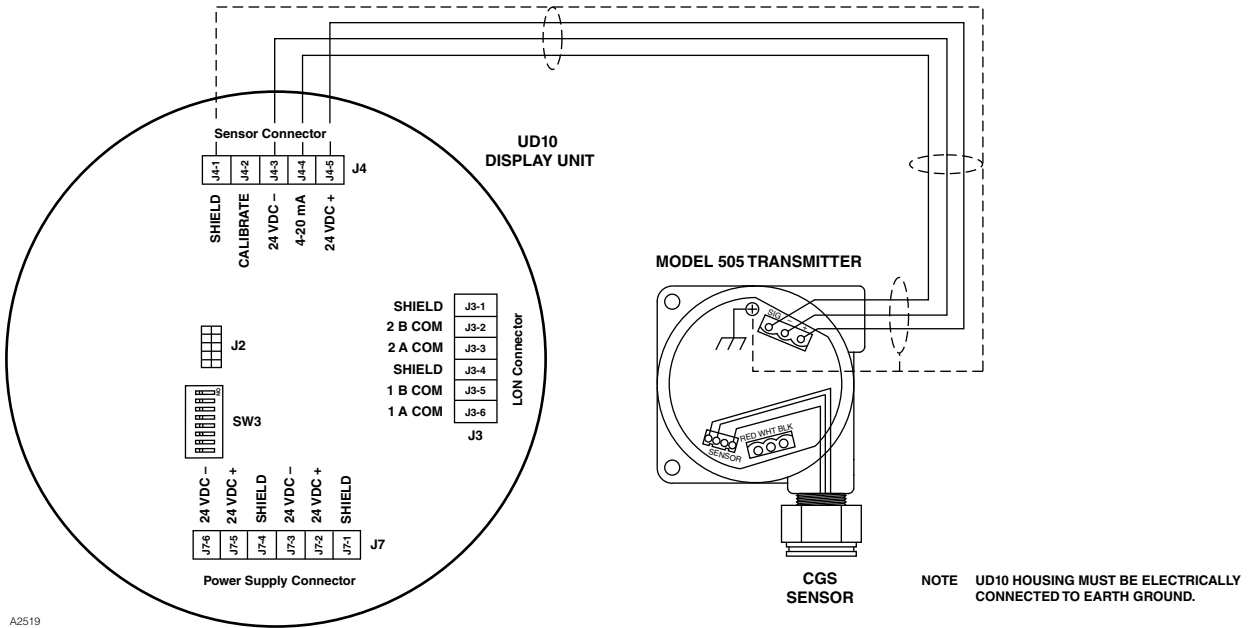 Sensor Connector
J4-1
J4-2
J4-3
J4-4
J4-5
J4
SHIELD
CALIBRATE
24 VDC –
4-20 mA
24 VDC +
UD10
DISPLAY UNIT
J2
SW3
NO
SHIELD
J3-1
2 B COM
J3-2
2 A COM
J3-3
SHIELD
J3-4
1 B COM
J3-5
1 A COM
J3-6
J3
LON Connector
24 VDC –
24 VDC +
SHIELD
24 VDC –
24 VDC +
SHIELD
J7-6
J7-5
J7-4
J7-3
J7-2
J7-1
J7
Power Supply Connector
MODEL 505 TRANSMITTER
SIG – +
RED WHT BLK
SENSOR
CGS
SENSOR
NOTE UD10 HOUSING MUST BE ELECTRICALLY
CONNECTED TO EARTH GROUND.
A2519